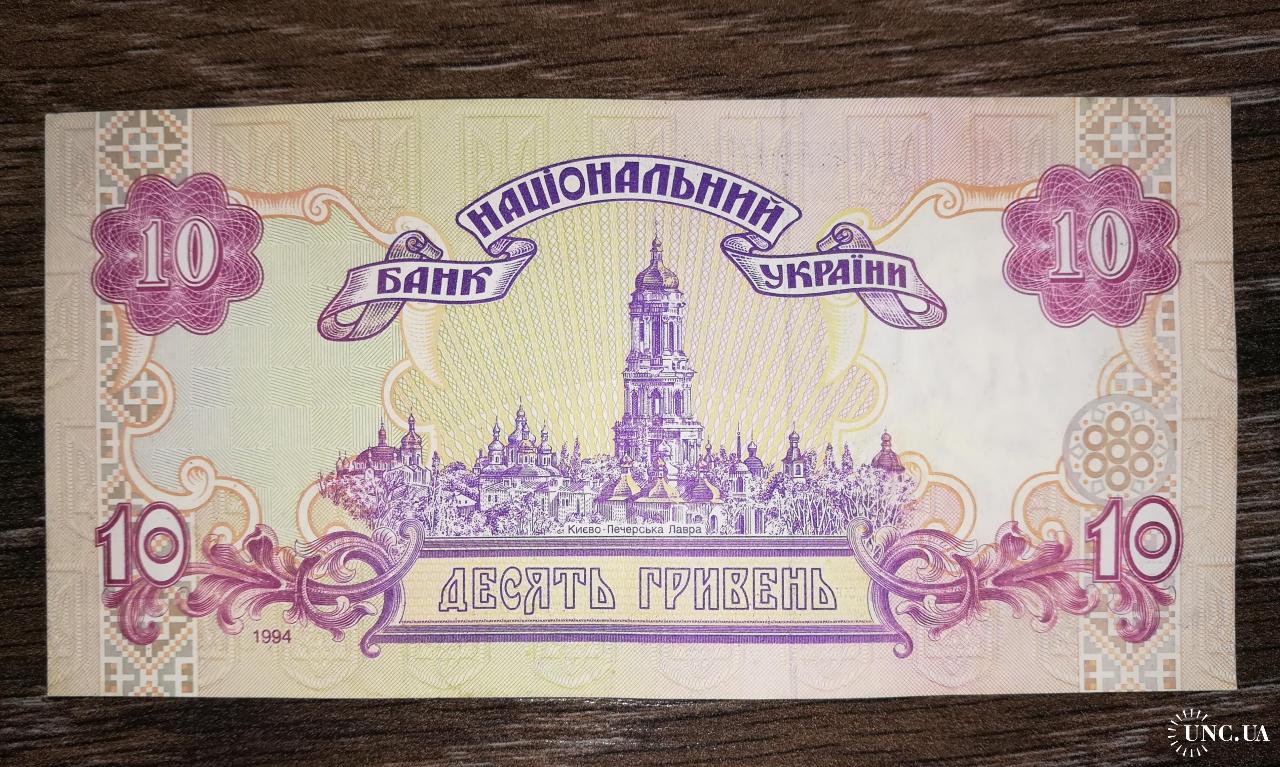 НАЦІОНАЛЬНИЙ
БАНК УКРАЇНИ
10 10
Києво-Печерська Лавра
10 10
ДЕСЯТЬ ГРИВЕНЬ
1994
UNC.UA